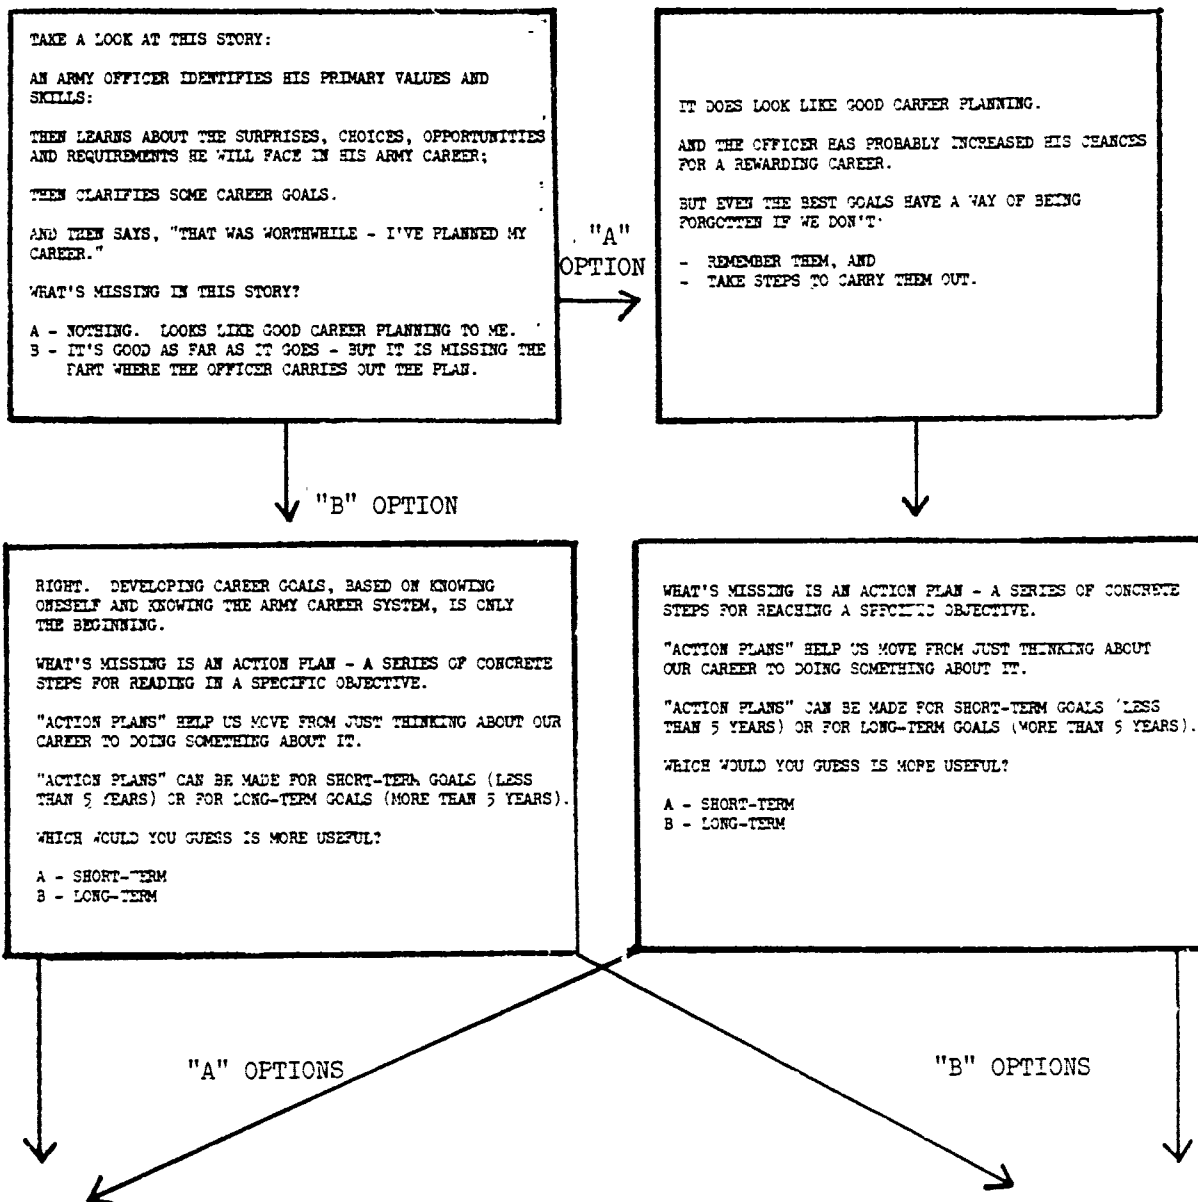 TAKE A LOOK AT THIS STORY:
AN ARMY OFFICER IDENTIFIES HIS PRIMARY VALUES AND
SKILLS:
THEN LEARNS ABOUT THE SURPRISES, CHOICES, OPPORTUNITIES
AND REQUIREMENTS HE WILL FACE IN HIS ARMY CAREER;
THEN CLARIFIES SOME CAREER GOALS.
AND THEN SAYS, "THAT WAS WORTHWHILE - I'VE PLANNED MY
CAREER."
WHAT'S MISSING IN THIS STORY?
A - NOTHING. LOOKS LIKE GOOD CAREER PLANNING TO ME.
B - IT'S GOOD AS FAR AS IT GOES - BUT IT IS MISSING THE
PART WHERE THE OFFICER CARRIES OUT THE PLAN.
"A"
OPTION
IT DOES LOOK LIKE GOOD CAREER PLANNING.
AND THE OFFICER HAS PROBABLY INCREASED HIS CHANCES
FOR A REWARDING CAREER.
BUT EVEN THE BEST GOALS HAVE A WAY OF BEING
FORGOTTEN IF WE DON'T
- REMEMBER THEM, AND
- TAKE STEPS TO CARRY THEM OUT.
"B" OPTION
RIGHT. DEVELOPING CAREER GOALS, BASED ON KNOWING
ONESELF AND KNOWING THE ARMY CAREER SYSTEM, IS ONLY
THE BEGINNING.
WHAT'S MISSING IS AN ACTION PLAN - A SERIES OF CONCRETE
STEPS FOR READING IN A SPECIFIC OBJECTIVE.
"ACTION PLANS" HELP US MOVE FROM JUST THINKING ABOUT OUR
CAREER TO DOING SOMETHING ABOUT IT.
"ACTION PLANS" CAN BE MADE FOR SHORT-TERM GOALS (LESS
THAN 5 YEARS) OR FOR LONG-TERM GOALS (MORE THAN 5 YEARS).
WHICH WOULD YOU GUESS IS MORE USEFUL?
A - SHORT-TERM
B - LONG-TERM
WHAT'S MISSING IS AN ACTION PLAN - A SERIES OF CONCRETE
STEPS FOR REACHING A SPECIFIC OBJECTIVE.
"ACTION PLANS" HELP US MOVE FROM JUST THINKING ABOUT
OUR CAREER TO DOING SOMETHING ABOUT IT.
"ACTION PLANS" CAN BE MADE FOR SHORT-TERM GOALS (LESS
THAN 5 YEARS) OR FOR LONG-TERM GOALS (MORE THAN 5 YEARS).
WHICH WOULD YOU GUESS IS MORE USEFUL?
A - SHORT-TERM
B - LONG-TERM
"A" OPTIONS
"B" OPTIONS